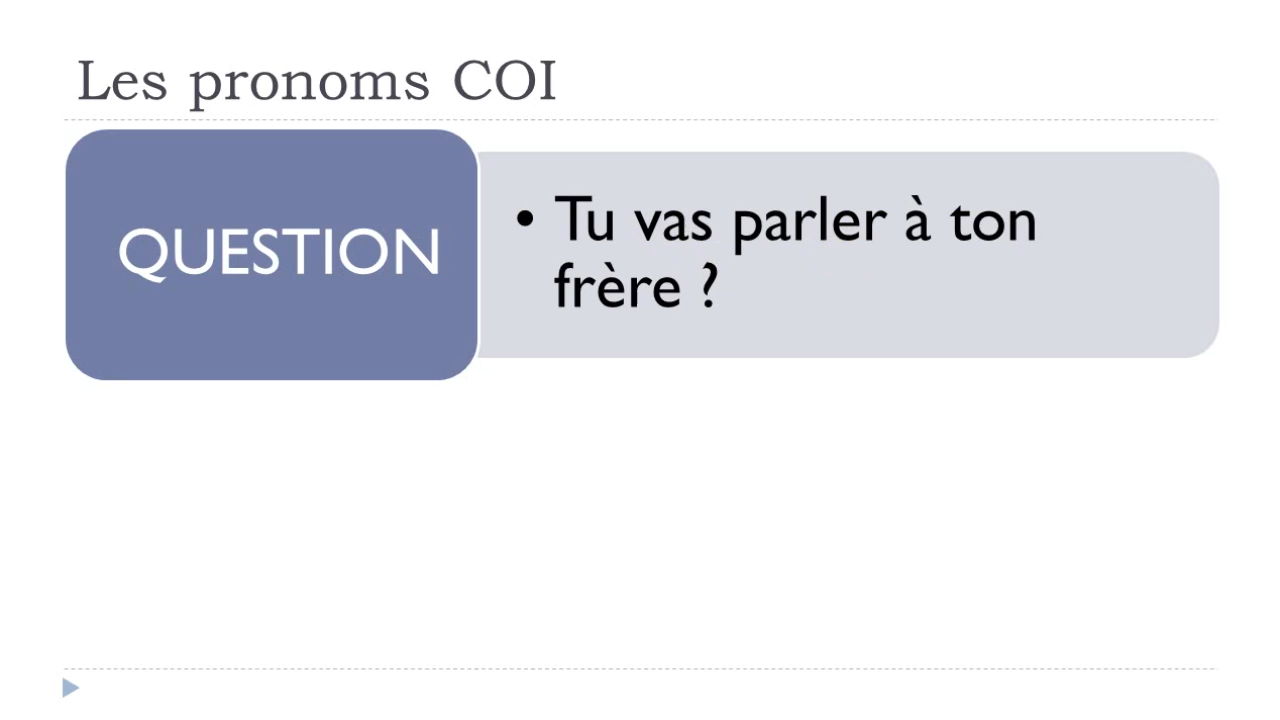 Les pronoms COI
QUESTION
• Tu vas parler à ton
frère ?